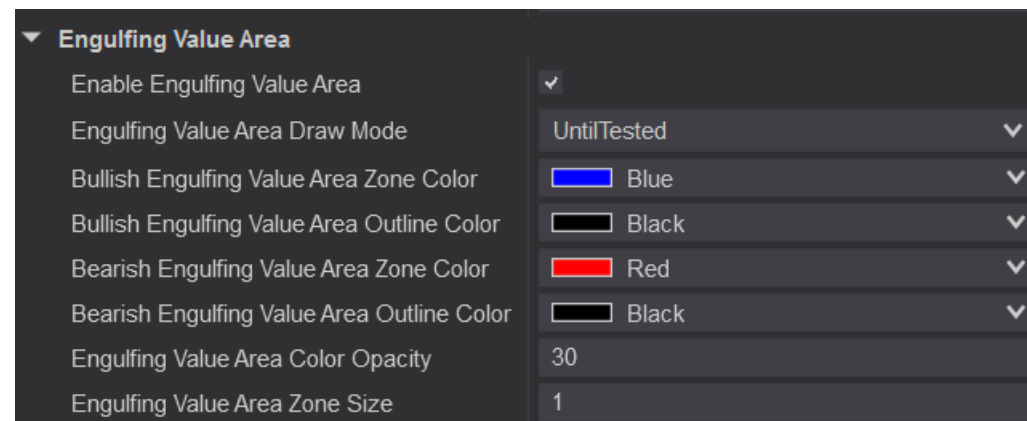 Engulfing Value Area
Enable Engulfing Value Area
Engulfing Value Area Draw Mode UntilTested
Bullish Engulfing Value Area Zone Color Blue
Bullish Engulfing Value Area Outline Color Black
Bearish Engulfing Value Area Zone Color Red
Bearish Engulfing Value Area Outline Color Black
Engulfing Value Area Color Opacity 30
Engulfing Value Area Zone Size 1